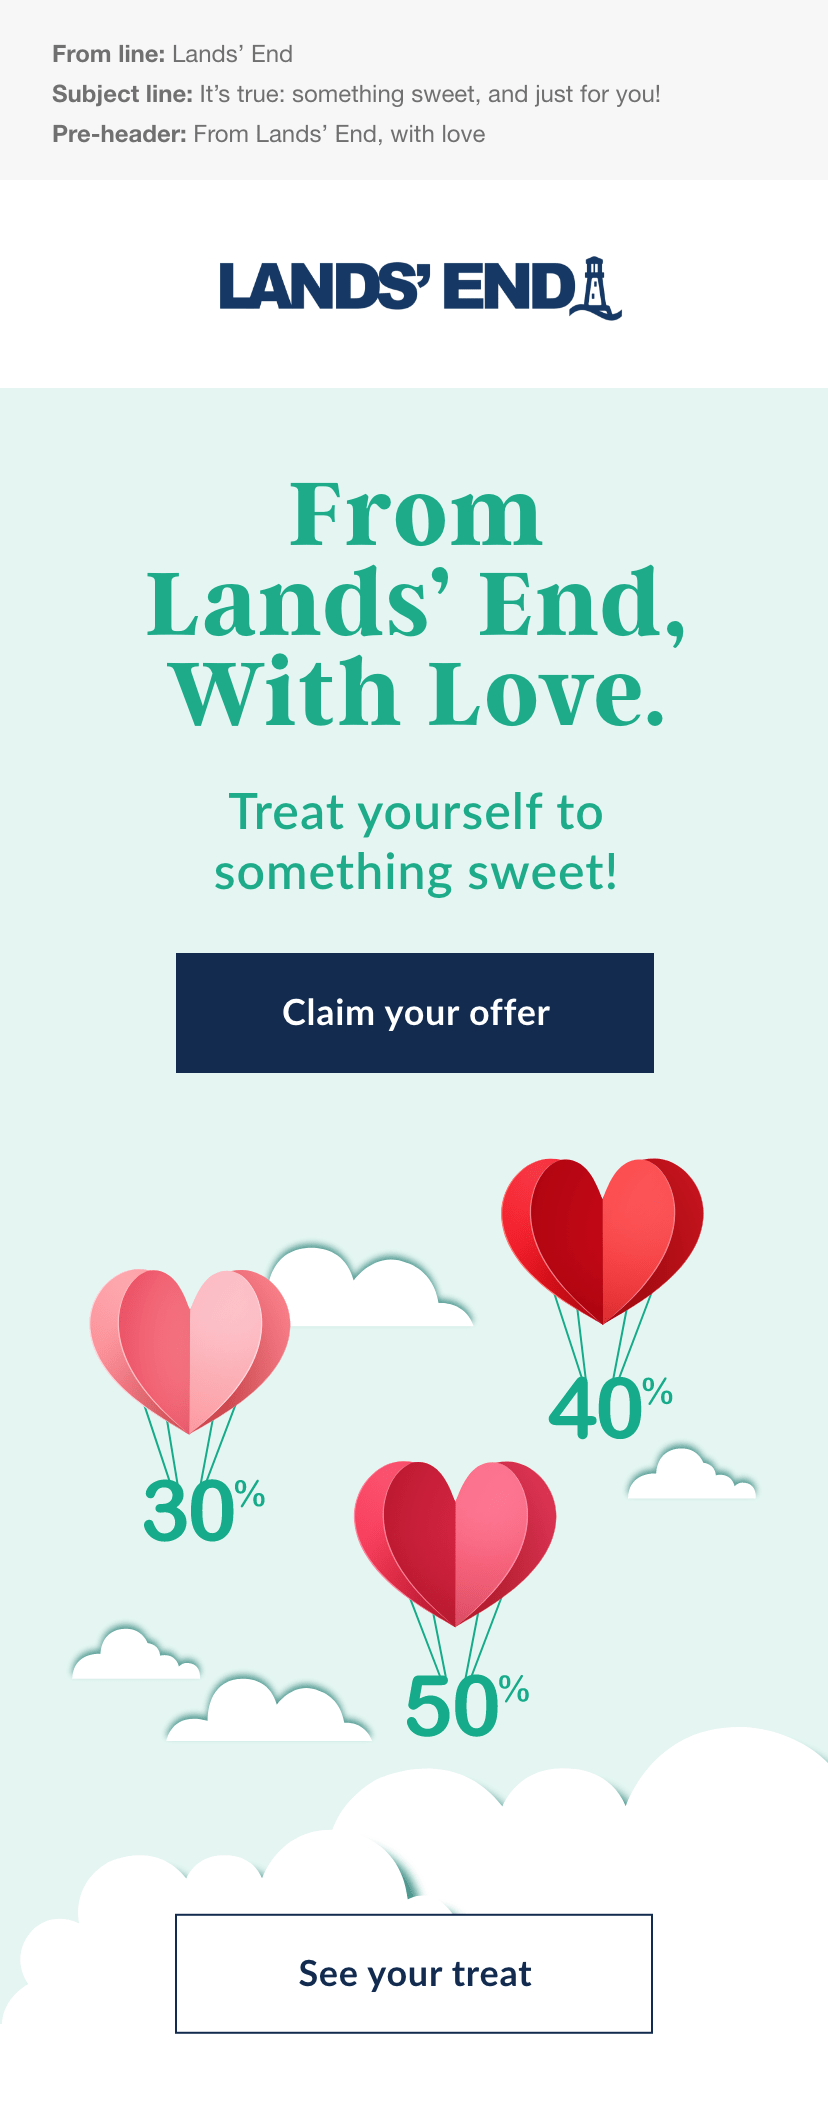 From line: Lands’ End
Subject line: It’s true: something sweet, and just for you!
Pre-header: From Lands’ End, with love
LANDS’ END
From
Lands’ End,
With Love.
Treat yourself to
something sweet!
Claim your offer
40%
30%
50%
See your treat